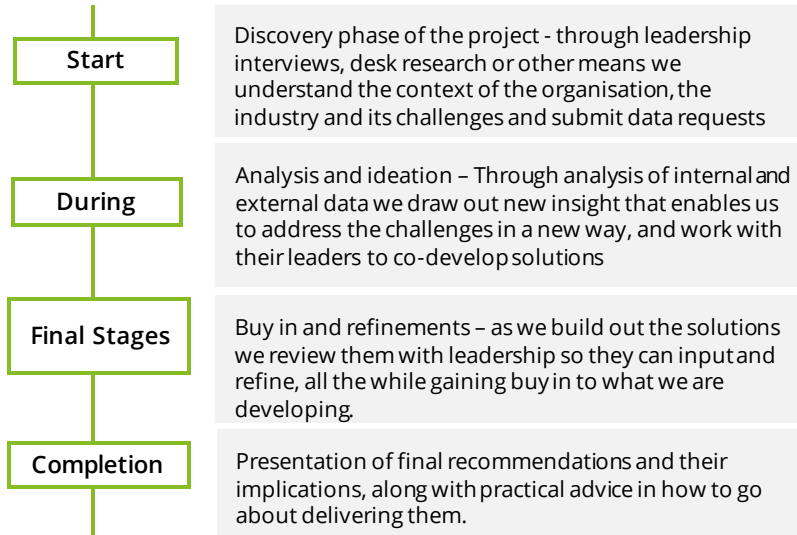 Start
Discovery phase of the project - through leadership
interviews, desk research or other means we
understand the context of the organisation, the
industry and its challenges and submit data requests
During
Analysis and ideation – Through analysis of internal and
external data we draw out new insight that enables us
to address the challenges in a new way, and work with
their leaders to co-develop solutions
Final Stages
Buy in and refinements – as we build out the solutions
we review them with leadership so they can input and
refine, all the while gaining buy in to what we are
developing.
Completion
Presentation of final recommendations and their
implications, along with practical advice in how to go
about delivering them.